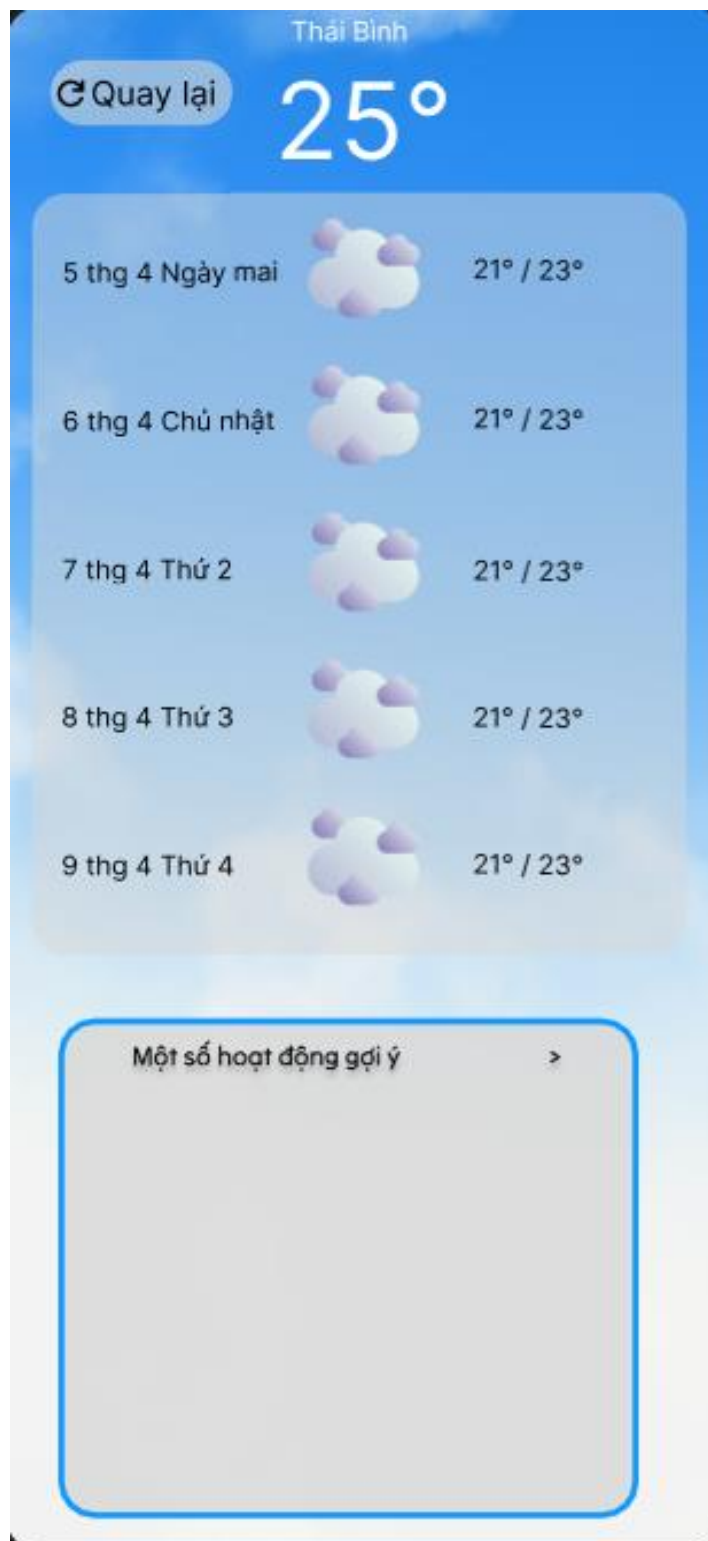 Thái Bình
Quay lại
25°
5 thg 4 Ngày mai 21° / 23°
6 thg 4 Chủ nhật 21° / 23°
7 thg 4 Thứ 2 21° / 23°
8 thg 4 Thứ 3 21° / 23°
9 thg 4 Thứ 4 21° / 23°
Một số hoạt động gợi ý >